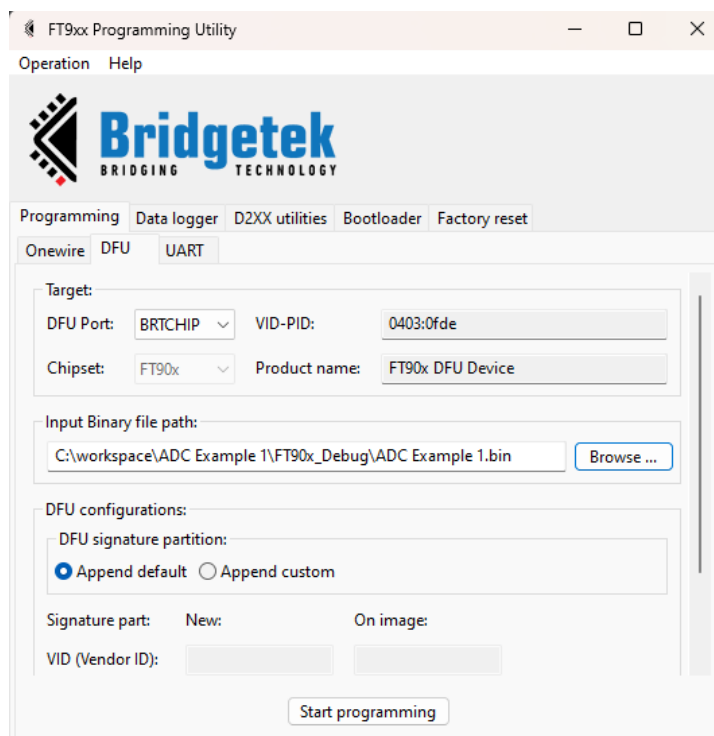 FT9xx Programming Utility
Operation Help
Bridgetek
BRIDGING TECHNOLOGY
Programming Data logger D2XX utilities Bootloader Factory reset
Onewire DFU UART
Target:
DFU Port: BRTCHIP VID-PID: 0403:0fde
Chipset: FT90x Product name: FT90x DFU Device
Input Binary file path:
C:\workspace\ADC Example 1\FT90x_Debug\ADC Example 1.bin Browse ...
DFU configurations:
DFU signature partition:
Append default Append custom
Signature part: New: On image:
VID (Vendor ID):
Start programming